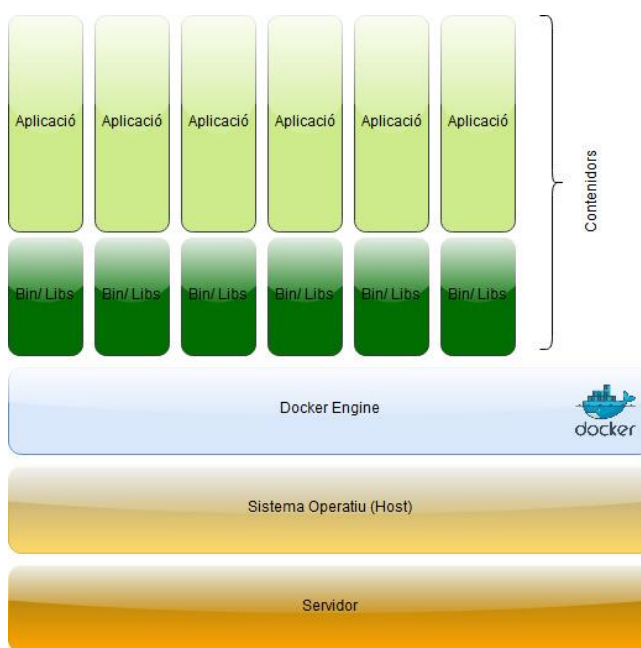 Aplicació Aplicació Aplicació Aplicació Aplicació Aplicació
Contenidors
Bin/ Libs Bin/ Libs Bin/ Libs Bin/ Libs Bin/ Libs Bin/ Libs
Docker Engine
docker
Sistema Operatiu (Host)
Servidor